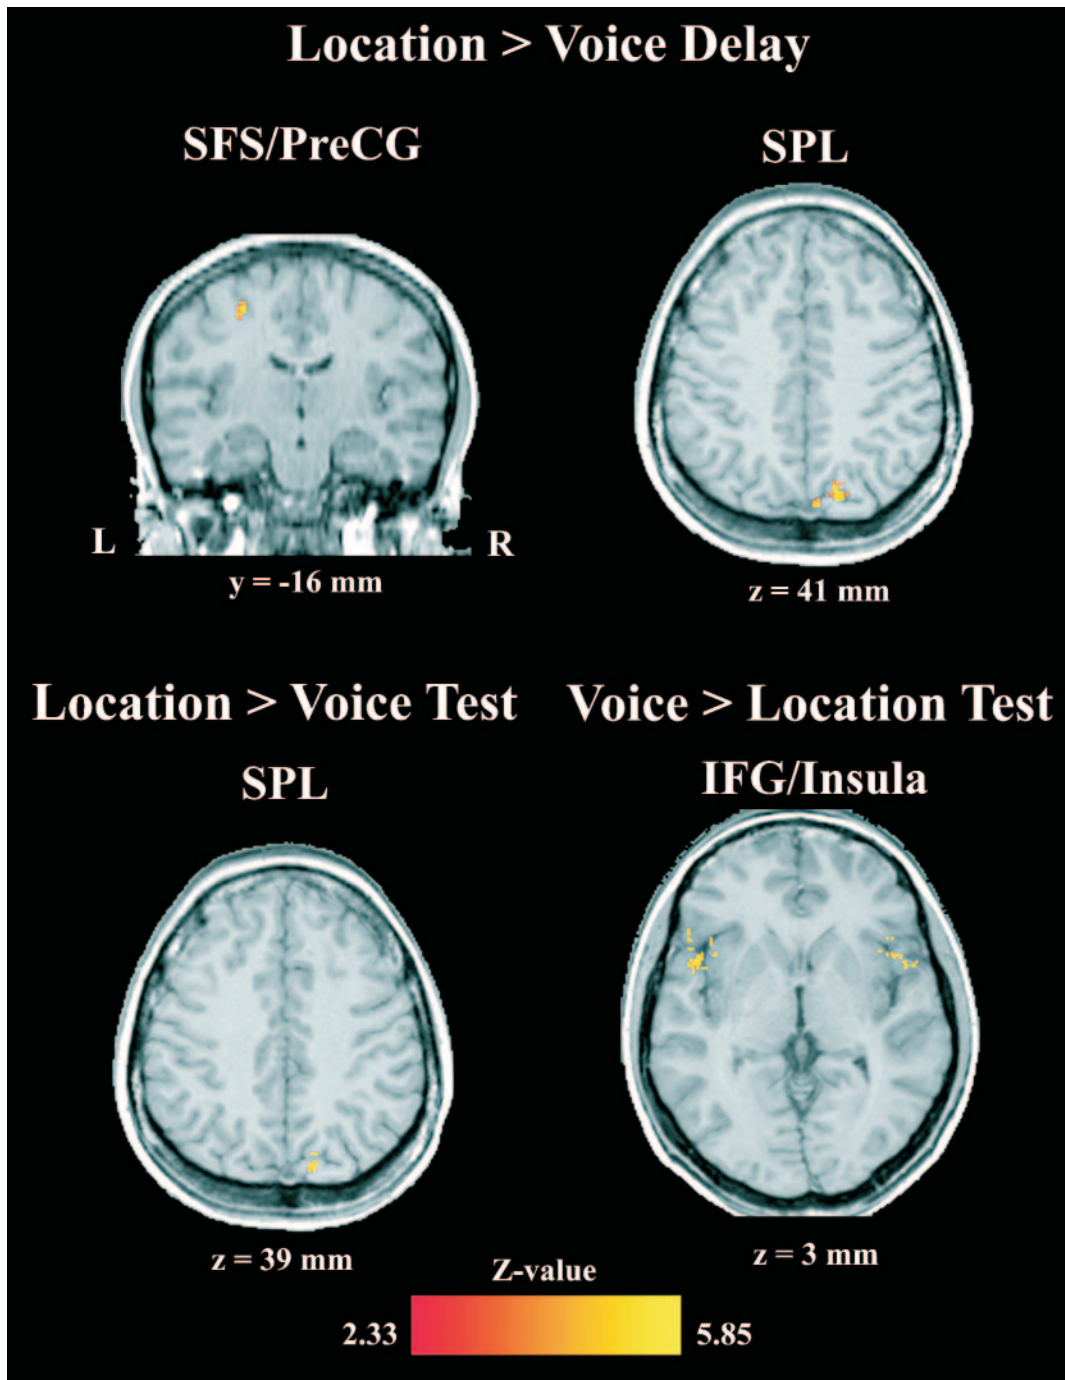 Location > Voice Delay
SFS/PreCG
SPL
L
R
y = -16 mm
z = 41 mm
Location > Voice Test
Voice > Location Test
SPL
IFG/Insula
z = 39 mm
z = 3 mm
Z-value
2.33
5.85